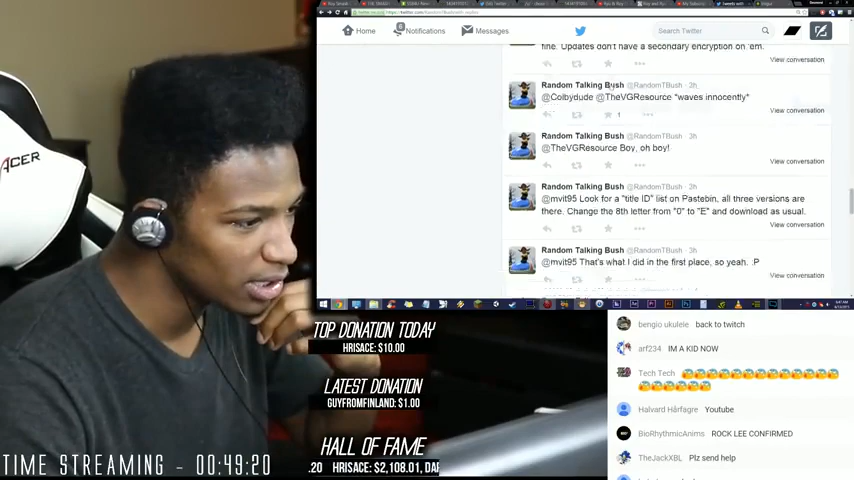 Home
Notifications
Messages
Search Twitter
fine. Updates don't have a secondary encryption on 'em.
View conversation
Random Talking Bush @RandomTBush · 2h
@Colbydude @TheVGResource *waves innocently*
1
View conversation
Random Talking Bush @RandomTBush · 3h
@TheVGResource Boy, oh boy!
View conversation
Random Talking Bush @RandomTBush · 3h
@mvit95 Look for a "title ID" list on Pastebin, all three versions are
there. Change the 8th letter from "0" to "E" and download as usual.
View conversation
Random Talking Bush @RandomTBush · 3h
@mvit95 That's what I did in the first place, so yeah. :P
View conversation
ACER
TOP DONATION TODAY
HRISACE: $10.00
LATEST DONATION
GUYFROMFINLAND: $1.00
HALL OF FAME
.20 HRISACE: $2,108.01, DAF
TIME STREAMING - 00:49:20
bengio ukulele back to twitch
arf234 IM A KID NOW
Tech Tech
Halvard Hårfagre Youtube
BioRhythmicAnims ROCK LEE CONFIRMED
TheJackXBL Plz send help